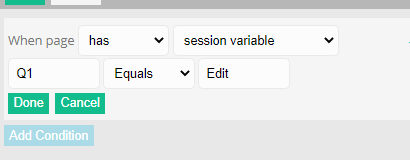 When page has session variable
Q1 Equals Edit
Done Cancel
Add Condition